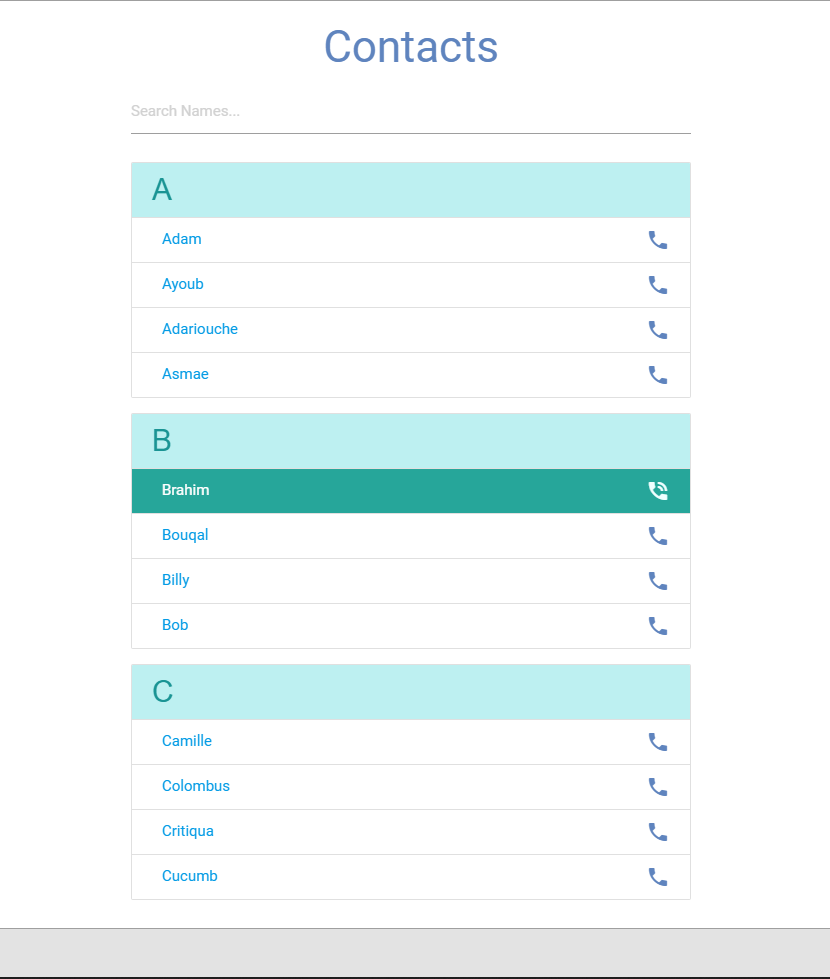 Contacts
Search Names...
A
Adam
Ayoub
Adariouche
Asmae
B
Brahim
Bouqal
Billy
Bob
C
Camille
Colombus
Critiqua
Cucumb